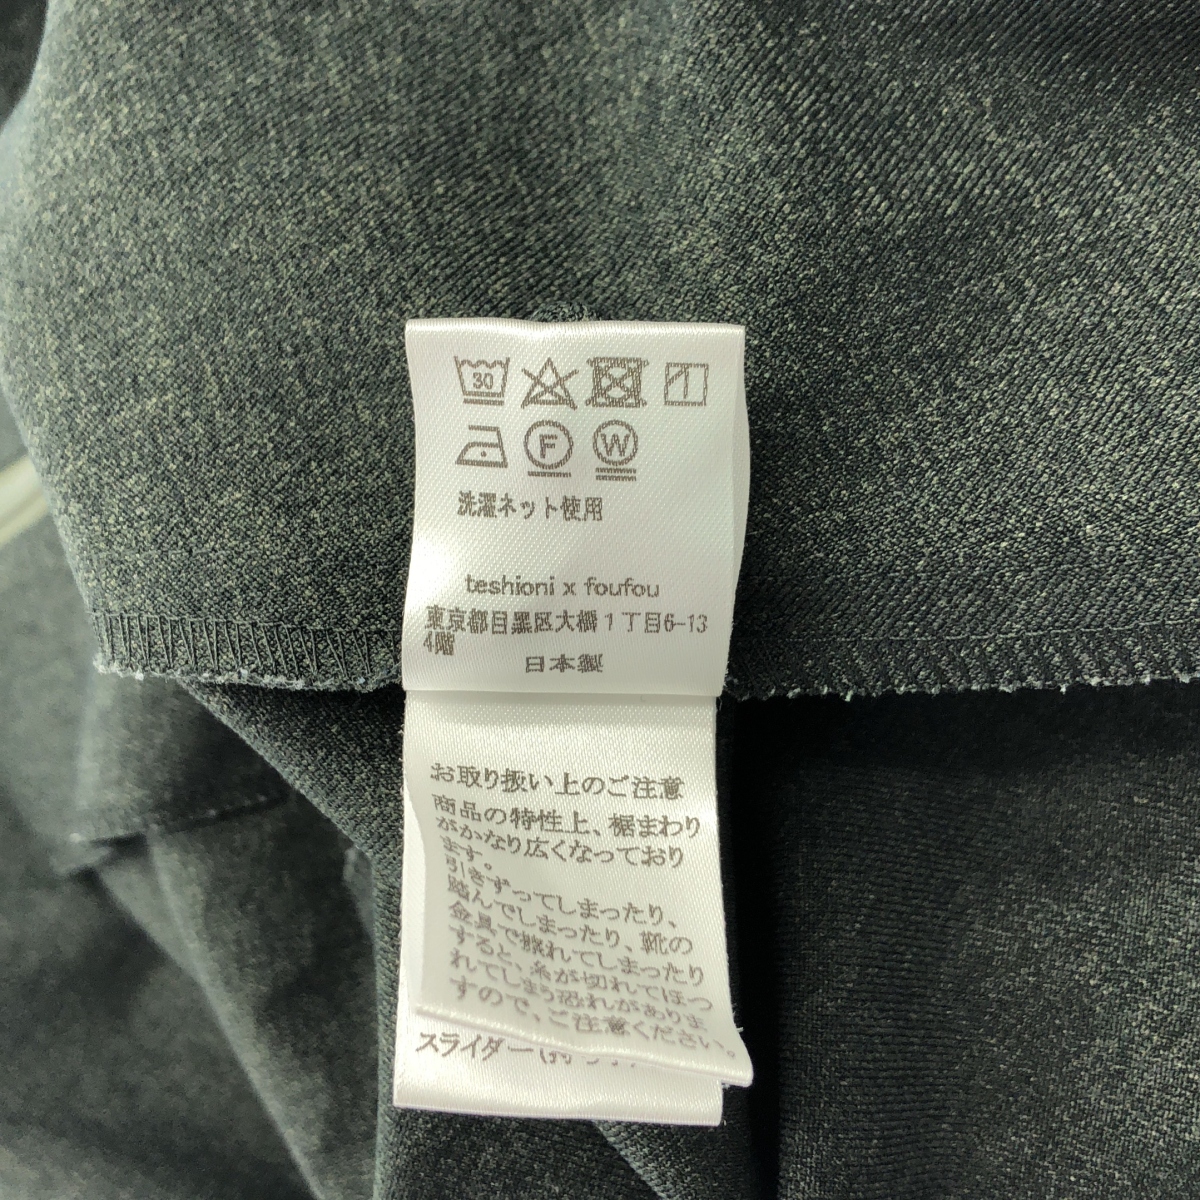 30
F W
洗濯ネット使用
teshioni x foufou
東京都目黒区大橋1丁目6-13
4階
日本製
お取り扱い上のご注意
商品の特性上、裾まわり
がかなり広くなっており
ます。
引きずってしまったり、
踏んでしまったり、靴の
金具で擦れてしまったり
すると、糸が切れてほつ
れてしまう恐れがありま
すので、ご注意ください。
スライダー